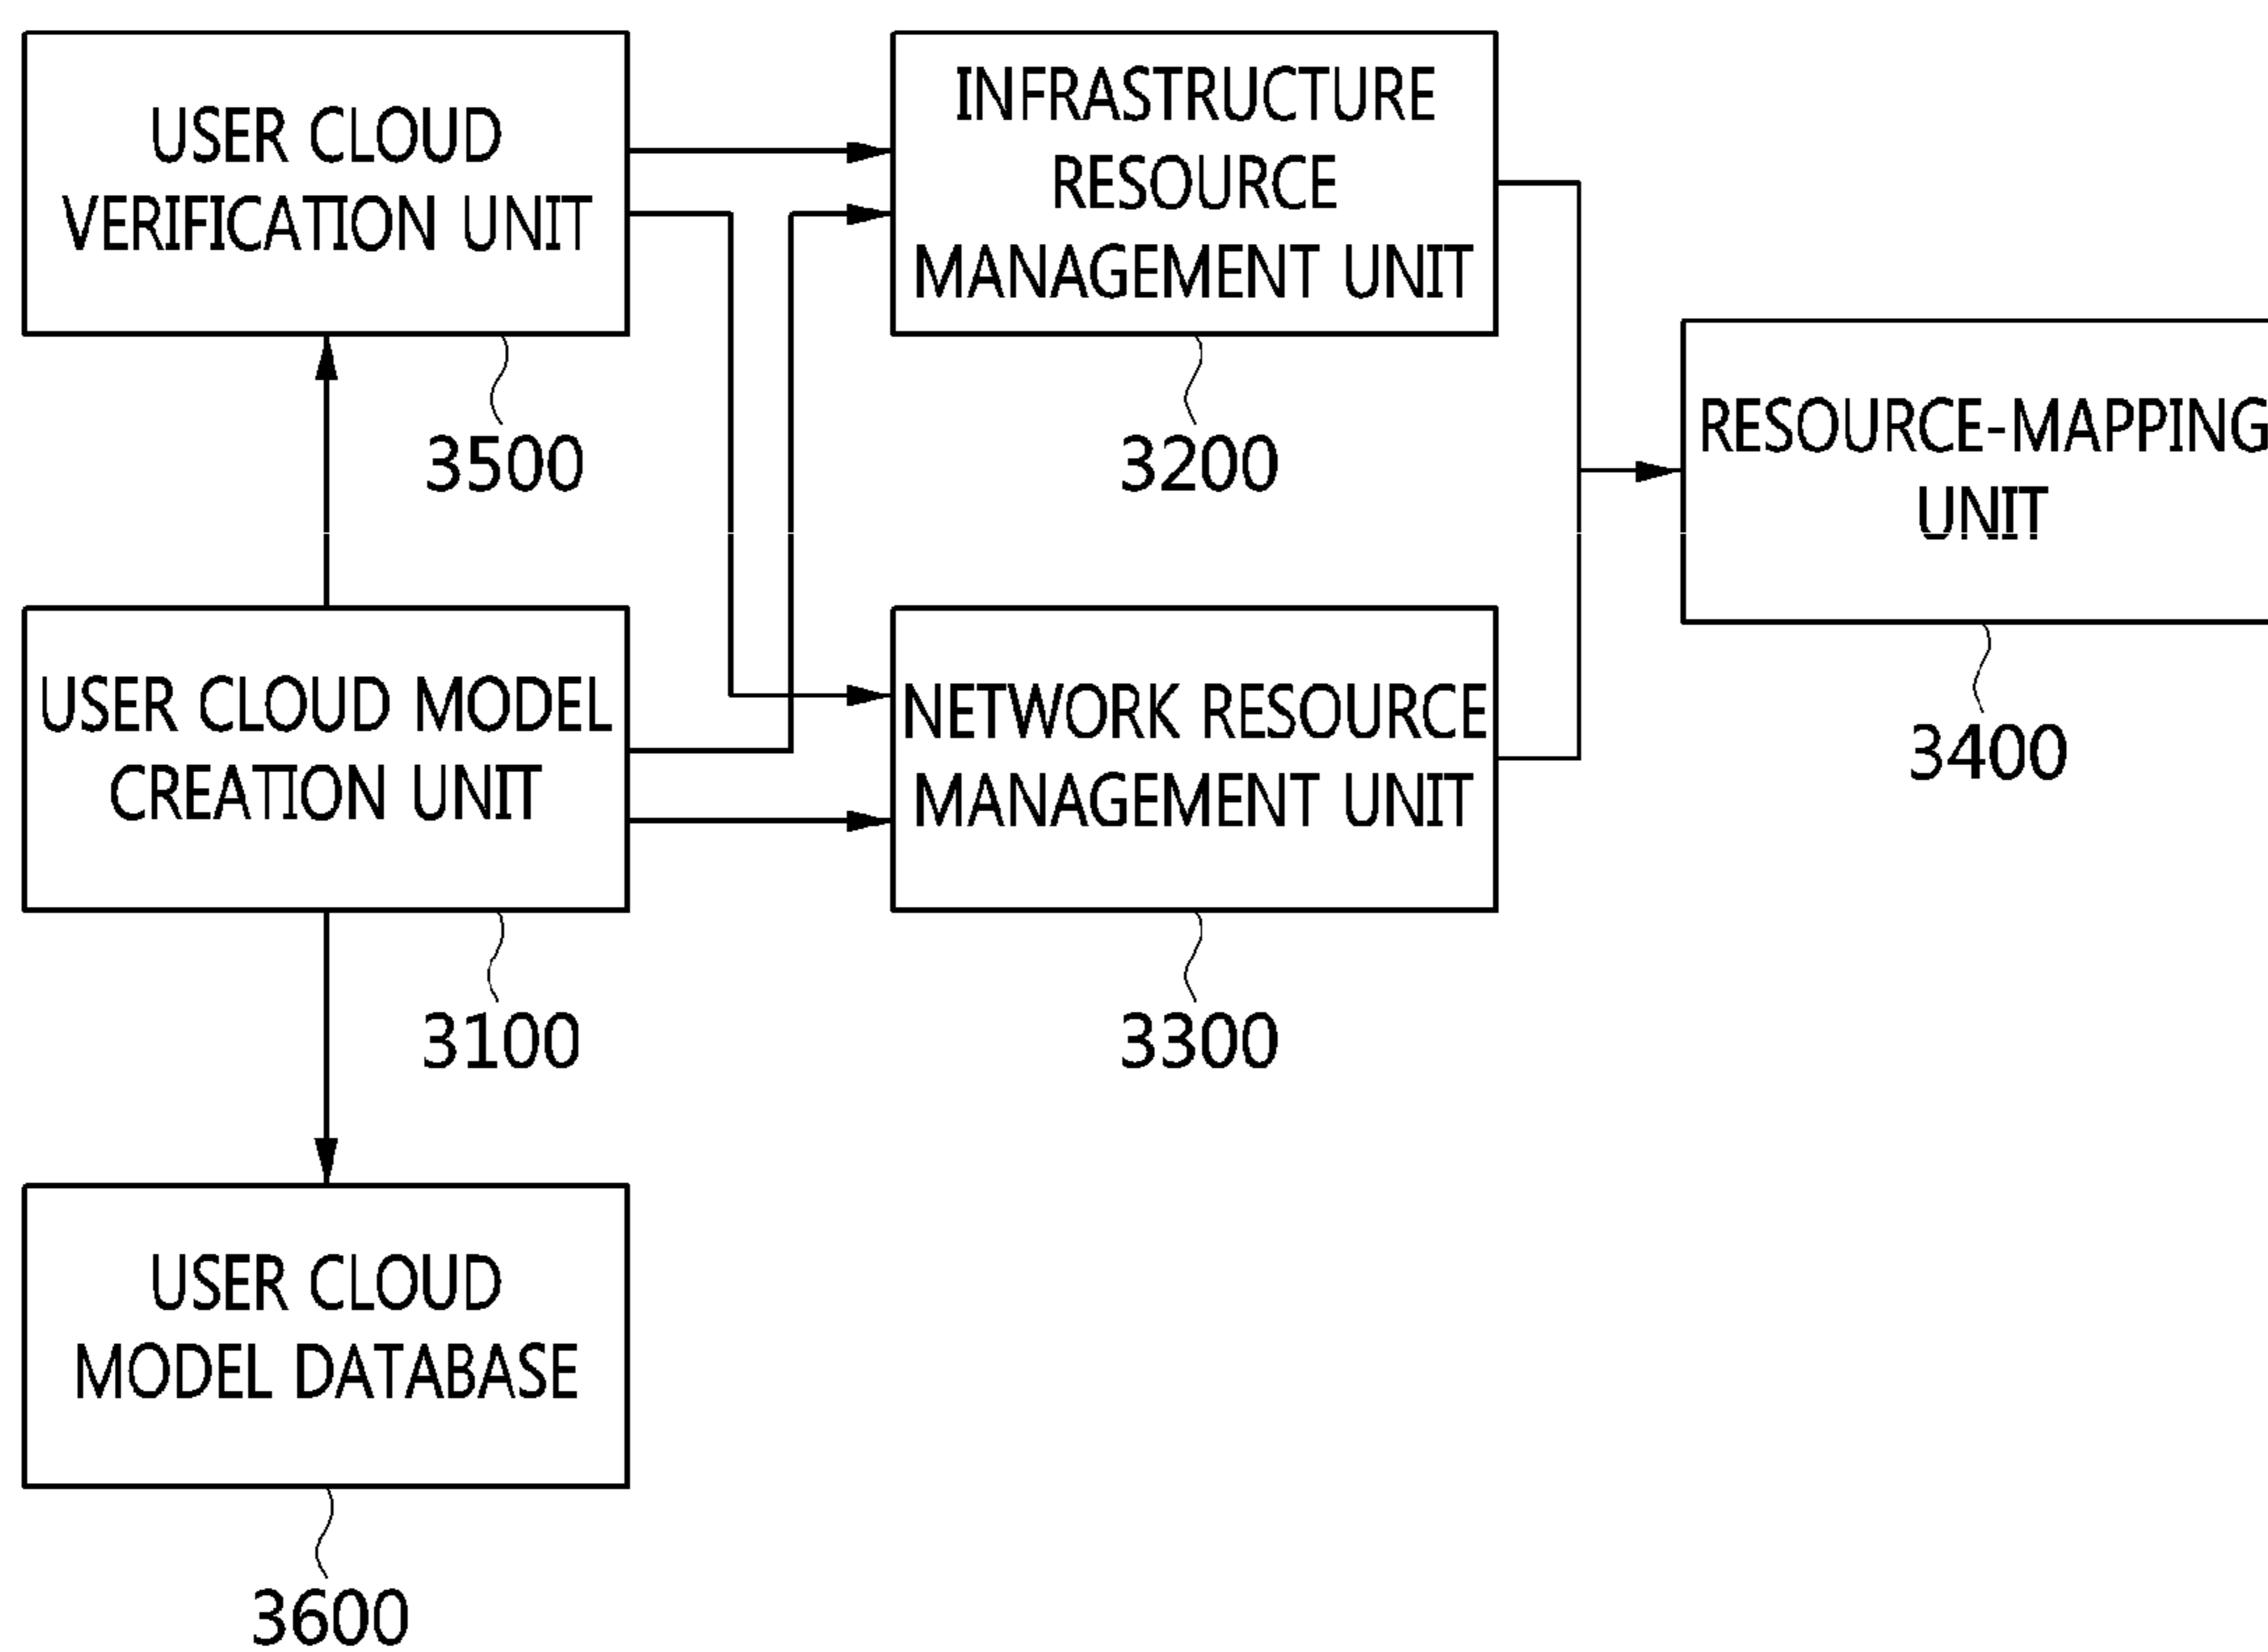 USER CLOUD
VERIFICATION UNIT
3500
INFRASTRUCTURE
RESOURCE
MANAGEMENT UNIT
3200
RESOURCE-MAPPING
UNIT
3400
USER CLOUD MODEL
CREATION UNIT
3100
NETWORK RESOURCE
MANAGEMENT UNIT
3300
USER CLOUD
MODEL DATABASE
3600